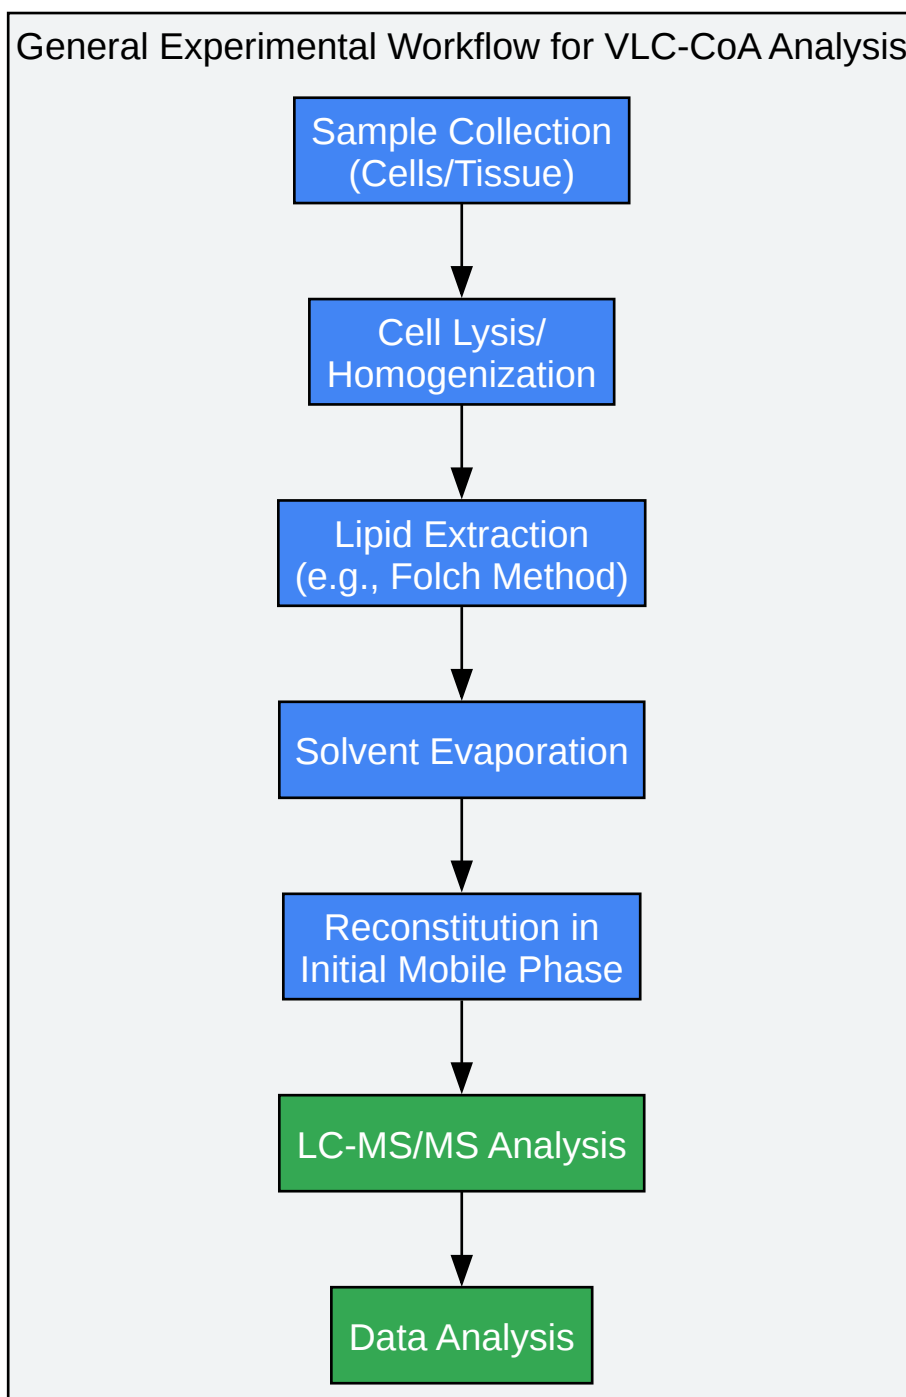 General Experimental Workflow for VLC-CoA Analysis
Sample Collection
(Cells/Tissue)
Cell Lysis/
Homogenization
Lipid Extraction
(e.g., Folch Method)
Solvent Evaporation
Reconstitution in
Initial Mobile Phase
LC-MS/MS Analysis
Data Analysis